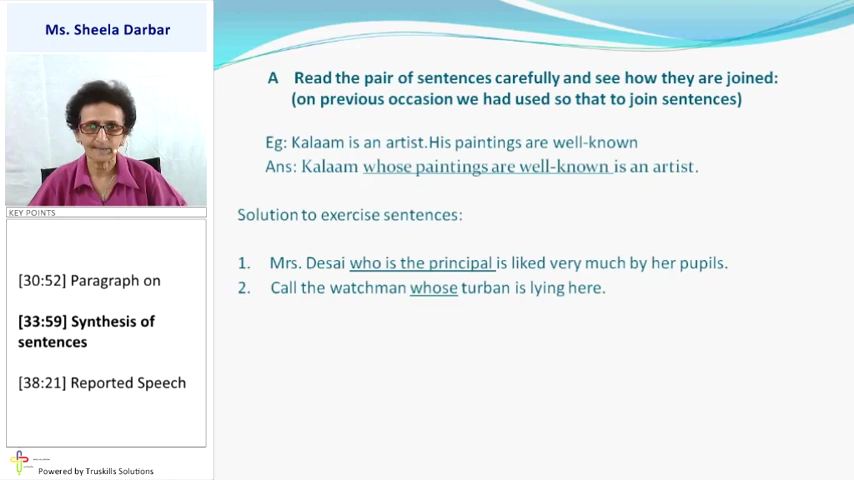 Ms. Sheela Darbar
KEY POINTS
[30:52] Paragraph on
[33:59] Synthesis of
sentences
[38:21] Reported Speech
Powered by Truskills Solutions
A Read the pair of sentences carefully and see how they are joined:
(on previous occasion we had used so that to join sentences)
Eg: Kalaam is an artist.His paintings are well-known
Ans: Kalaam whose paintings are well-known is an artist.
Solution to exercise sentences:
1. Mrs. Desai who is the principal is liked very much by her pupils.
2. Call the watchman whose turban is lying here.